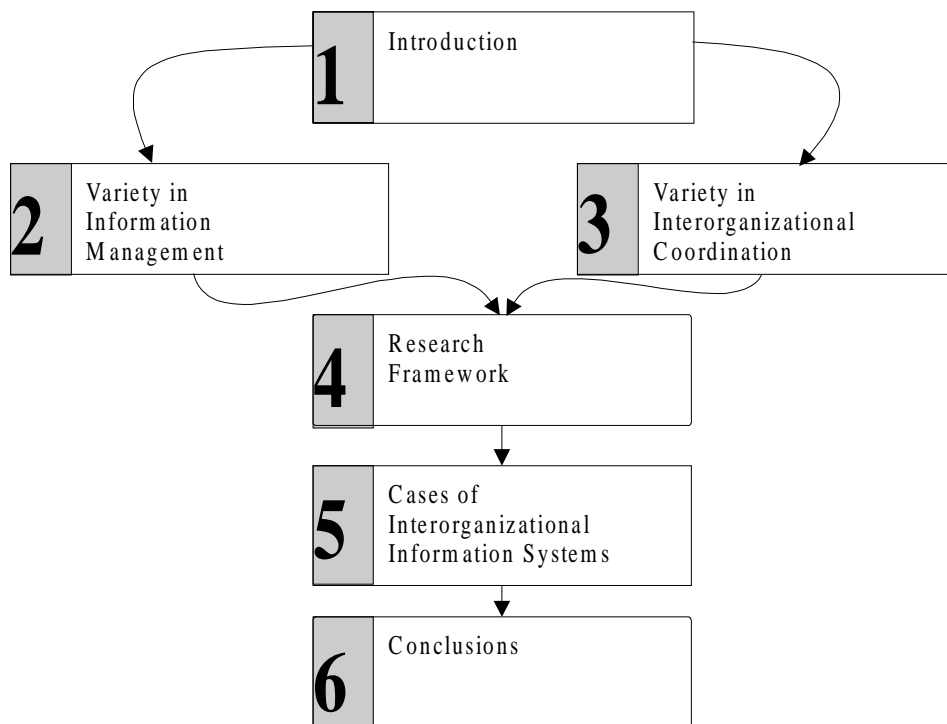 1
Introduction
2
Variety in
Information
Management
3
Variety in
Interorganizational
Coordination
4
Research
Framework
5
Cases of
Interorganizational
Information Systems
6
Conclusions